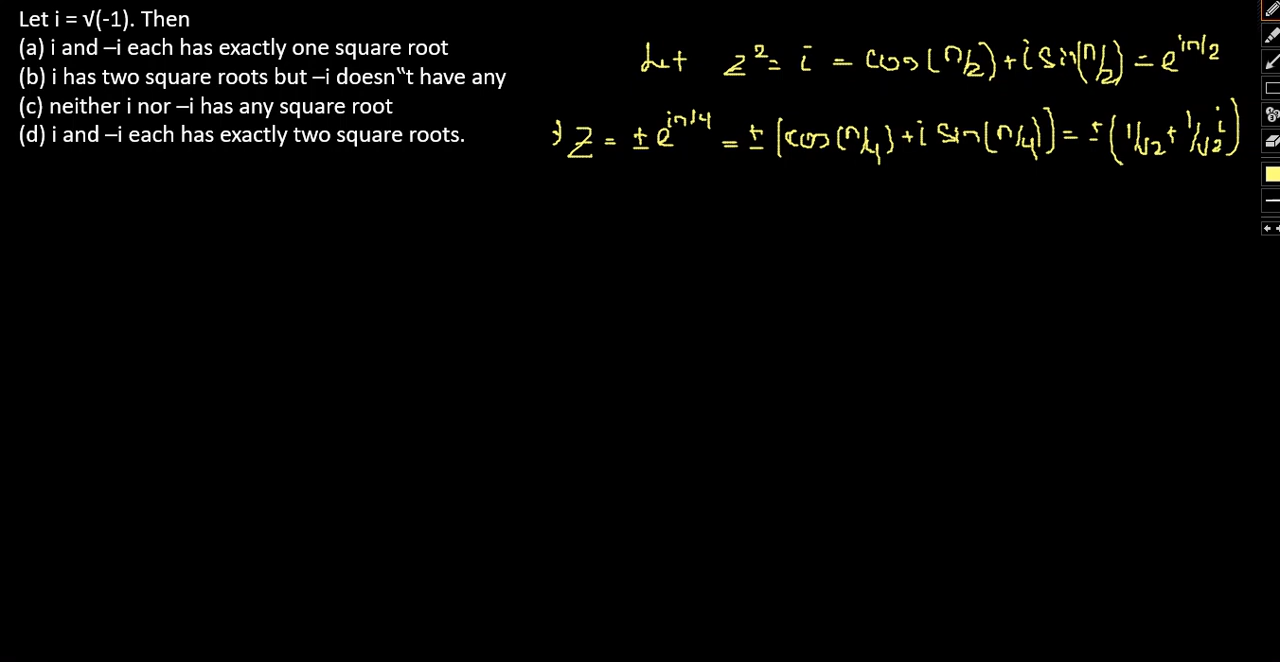 Let i = √(-1). Then
(a) i and –i each has exactly one square root
(b) i has two square roots but –i doesn‟t have any
(c) neither i nor –i has any square root
(d) i and –i each has exactly two square roots.
Let z² = i = cos(π/2) + i sin(π/2) = e^iπ/2
⇒ z = ± e^iπ/4 = ± [cos(π/4) + i sin(π/4)] = ± (1/√2 + 1/√2 i)